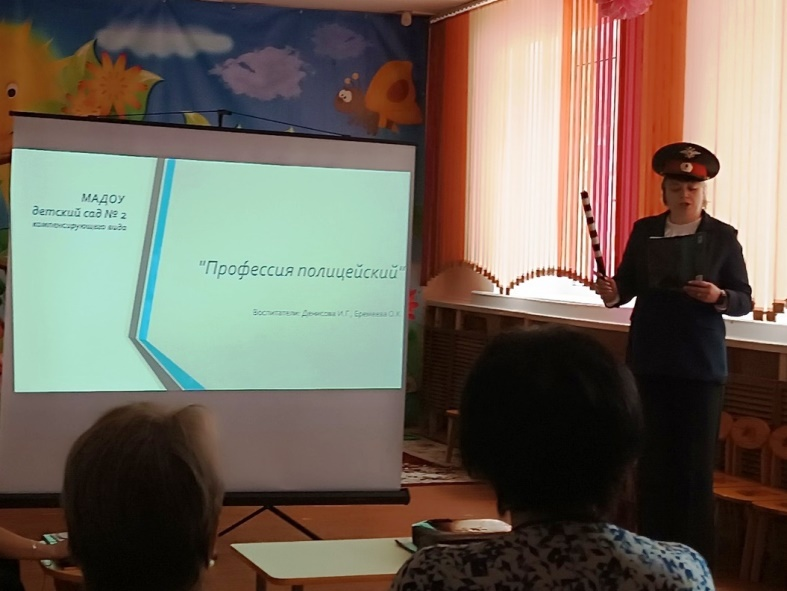 МАДОУ
детский сад № 2
компенсирующего вида
"Профессия полицейский"
Воспитатели: Денисова И.Г., Еремеева О.К.